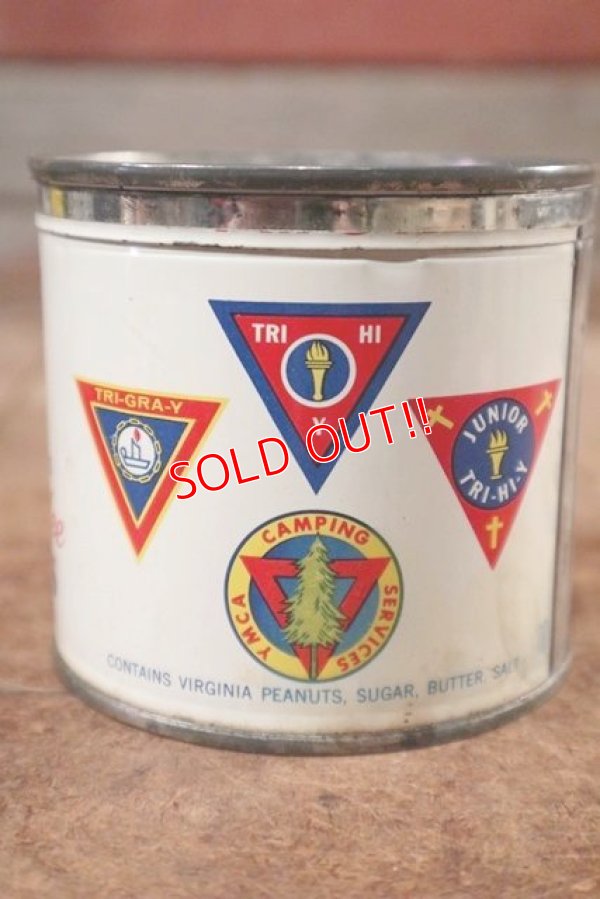 TRI HI
Y
TRI-GRA-Y
JUNIOR
TRI-HI-Y
SOLD OUT!!
CAMPING
SERVICES
YMCA
CONTAINS VIRGINIA PEANUTS, SUGAR, BUTTER, SALT